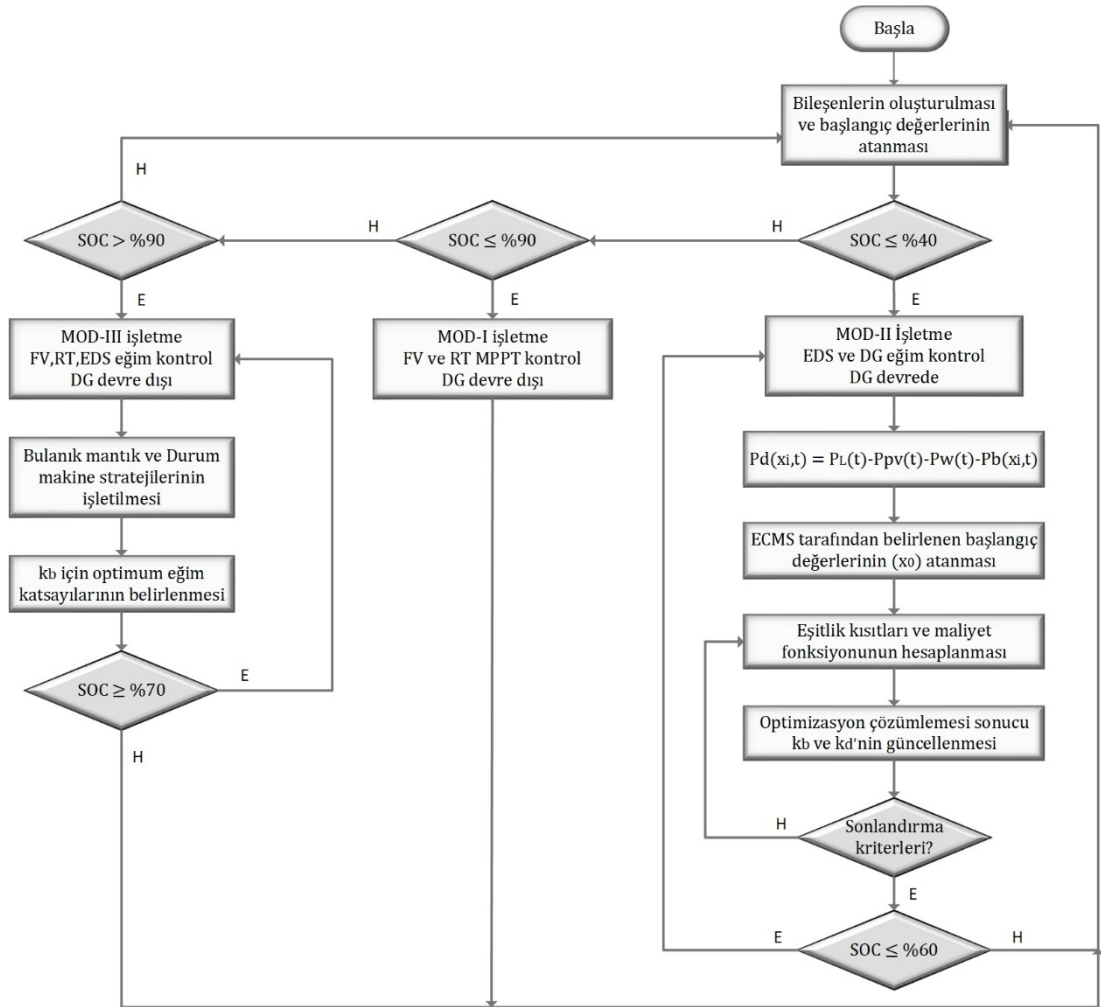 Başla
Bileşenlerin oluşturulması
ve başlangıç değerlerinin
atanması
H
SOC > %90
H
SOC ≤ %90
H
SOC ≤ %40
E
E
E
MOD-III işletme
FV,RT,EDS eğim kontrol
DG devre dışı
MOD-I işletme
FV ve RT MPPT kontrol
DG devre dışı
MOD-II İşletme
EDS ve DG eğim kontrol
DG devrede
Bulanık mantık ve Durum
makine stratejilerinin
işletilmesi
Pd(xi,t) = PL(t)-Ppv(t)-Pw(t)-Pb(xi,t)
kb için optimum eğim
katsayılarının belirlenmesi
ECMS tarafından belirlenen başlangıç
değerlerinin (x0) atanması
SOC ≥ %70
E
H
Eşitlik kısıtları ve maliyet
fonksiyonunun hesaplanması
Optimizasyon çözümlemesi sonucu
kb ve kd'nin güncellenmesi
H
Sonlandırma
kriterleri?
E
E
SOC ≤ %60
H